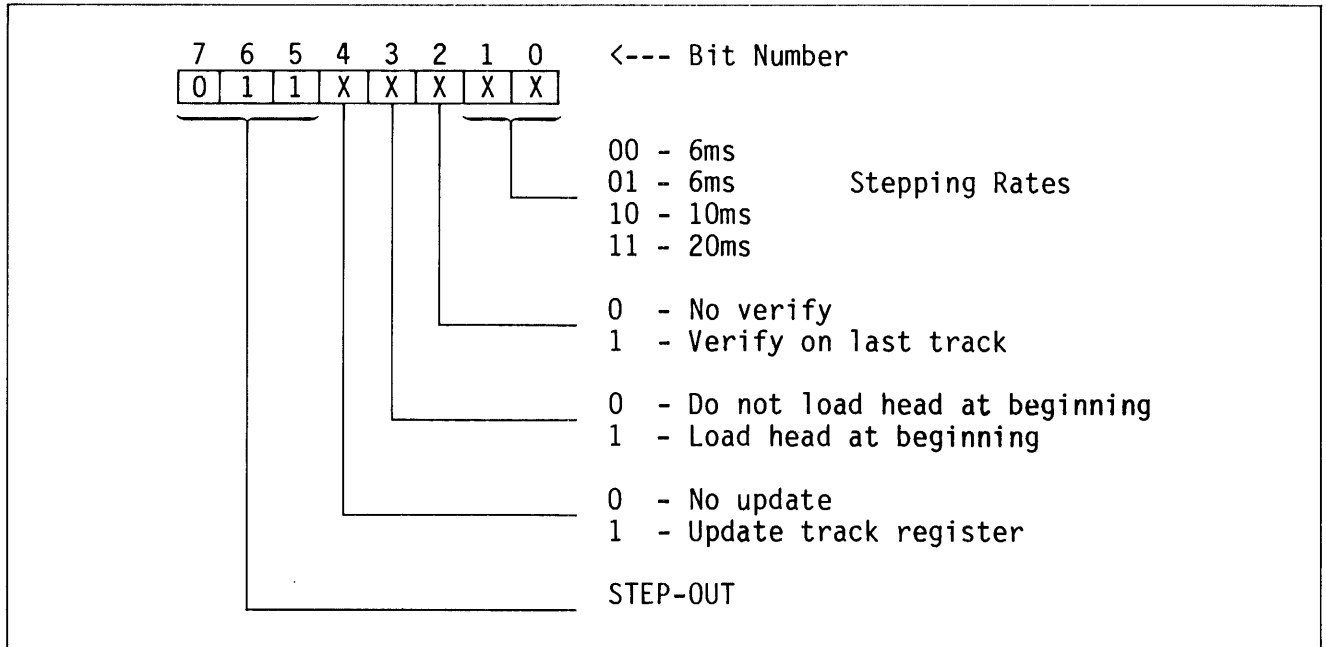 7 6 5 4 3 2 1 0 <--- Bit Number
0 1 1 X X X X X
00 - 6ms
01 - 6ms Stepping Rates
10 - 10ms
11 - 20ms
0 - No verify
1 - Verify on last track
0 - Do not load head at beginning
1 - Load head at beginning
0 - No update
1 - Update track register
STEP-OUT